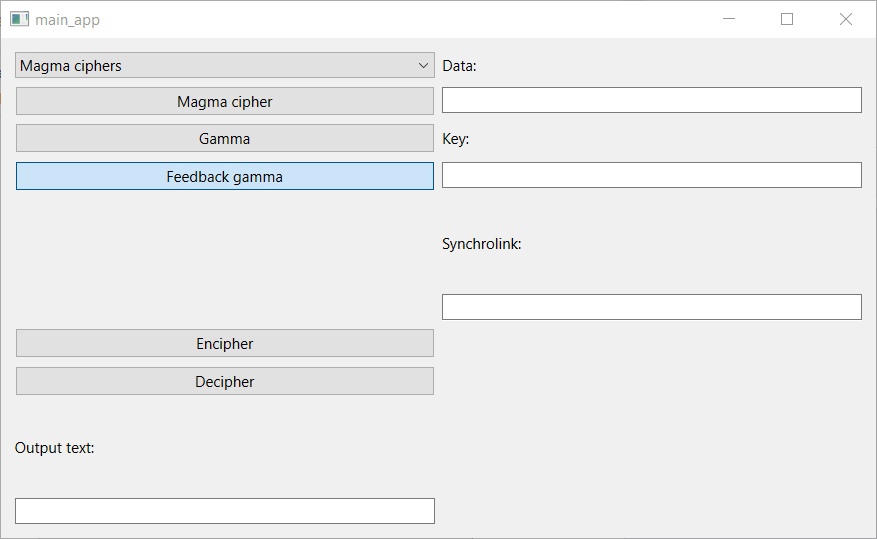 main_app
Magma ciphers
Data:
Magma cipher
Gamma
Key:
Feedback gamma
Synchrolink:
Encipher
Decipher
Output text: